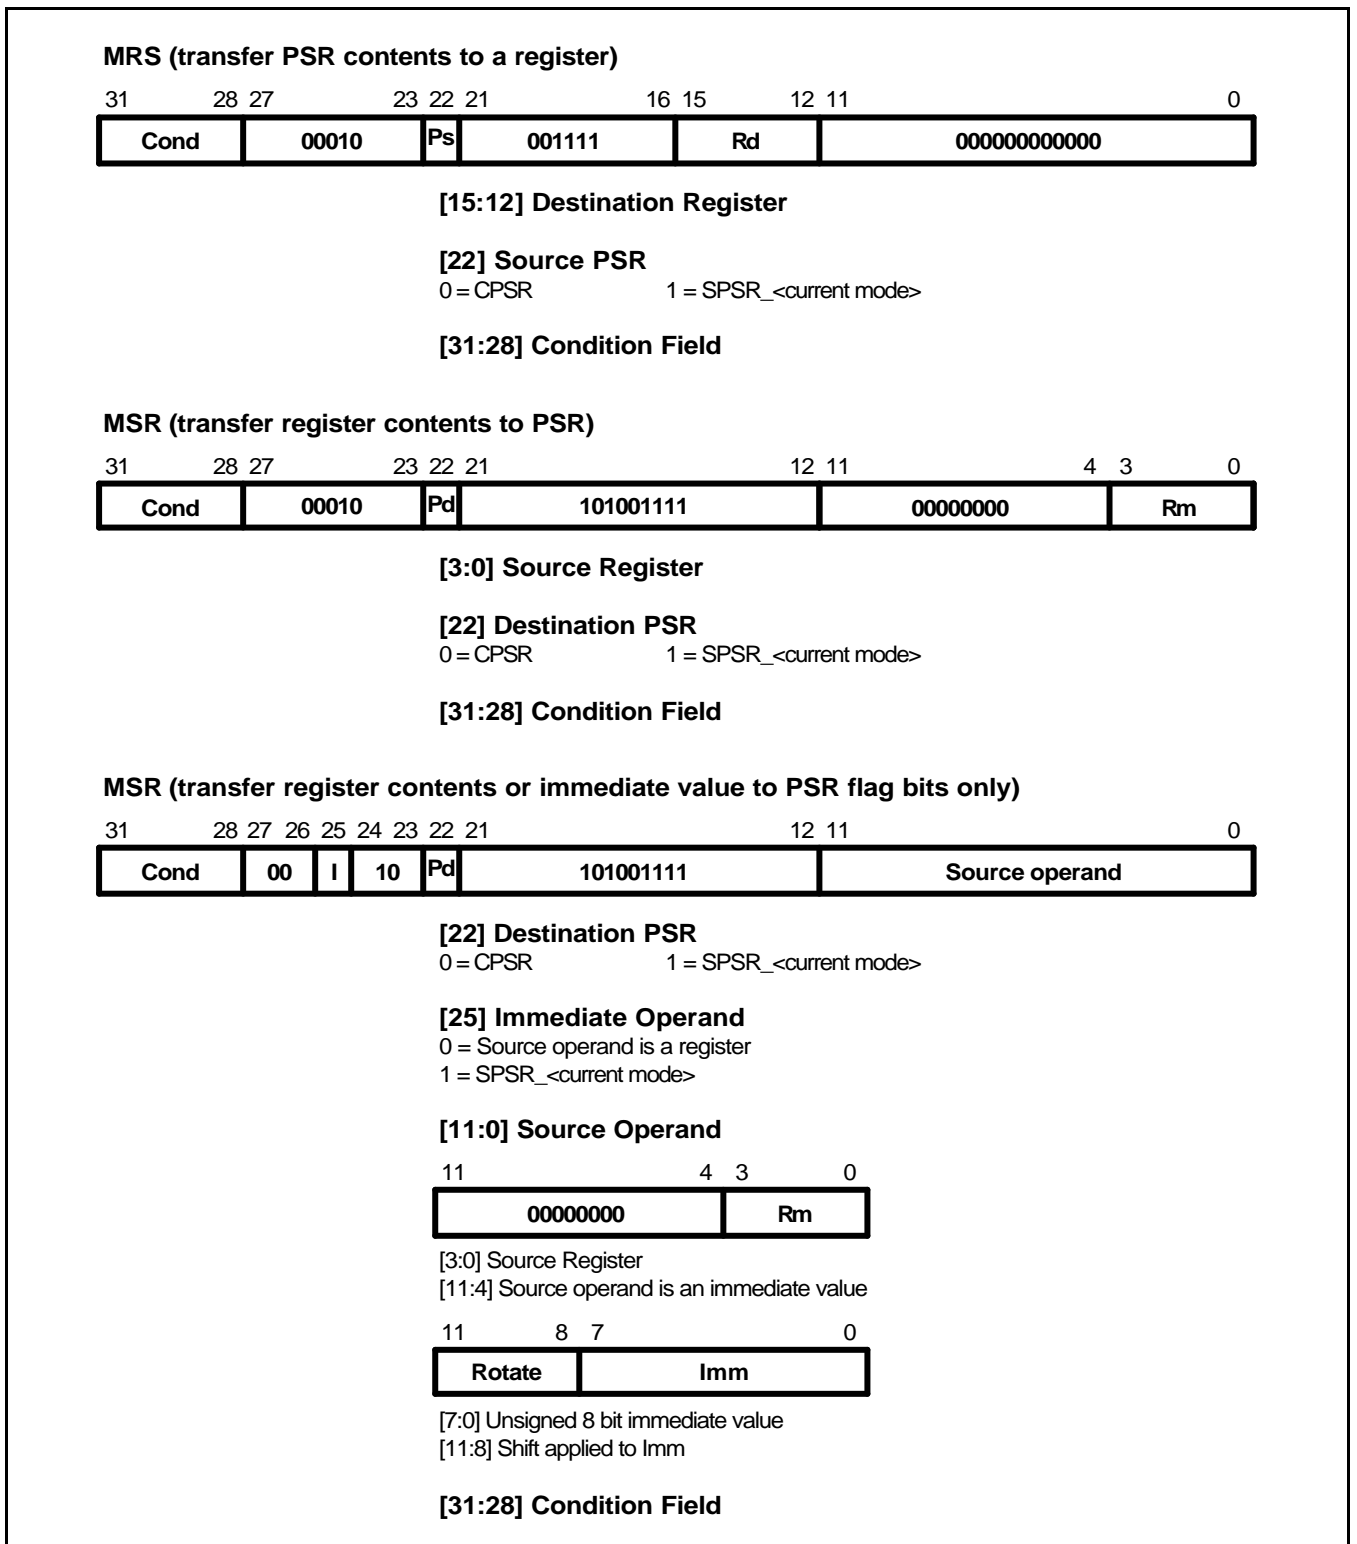 MRS (transfer PSR contents to a register)
31 28 27 23 22 21 16 15 12 11 0
Cond 00010 Ps 001111 Rd 000000000000
[15:12] Destination Register
[22] Source PSR
0 = CPSR 1 = SPSR_<current mode>
[31:28] Condition Field
MSR (transfer register contents to PSR)
31 28 27 23 22 21 12 11 4 3 0
Cond 00010 Pd 101001111 00000000 Rm
[3:0] Source Register
[22] Destination PSR
0 = CPSR 1 = SPSR_<current mode>
[31:28] Condition Field
MSR (transfer register contents or immediate value to PSR flag bits only)
31 28 27 26 25 24 23 22 21 12 11 0
Cond 00 I 10 Pd 101001111 Source operand
[22] Destination PSR
0 = CPSR 1 = SPSR_<current mode>
[25] Immediate Operand
0 = Source operand is a register
1 = SPSR_<current mode>
[11:0] Source Operand
11 4 3 0
00000000 Rm
[3:0] Source Register
[11:4] Source operand is an immediate value
11 8 7 0
Rotate Imm
[7:0] Unsigned 8 bit immediate value
[11:8] Shift applied to Imm
[31:28] Condition Field